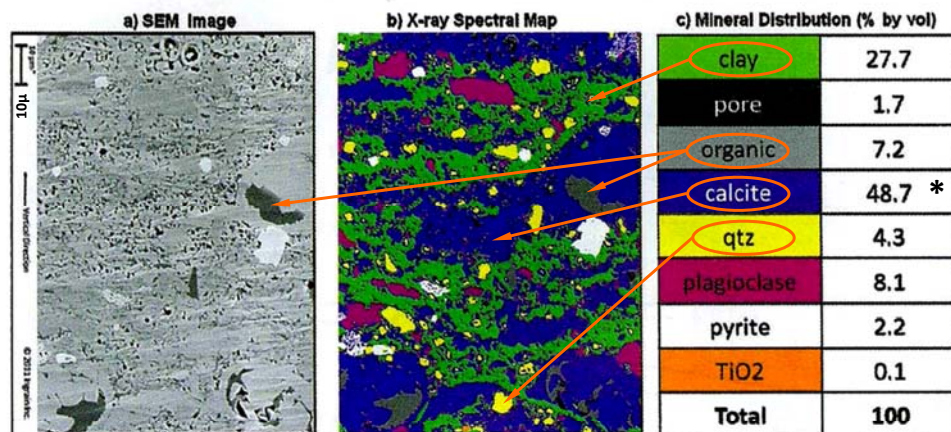 a) SEM Image
b) X-ray Spectral Map
c) Mineral Distribution (% by vol)
10µ
Vertical Direction
clay 27.7
pore 1.7
organic 7.2
calcite 48.7 *
qtz 4.3
plagioclase 8.1
pyrite 2.2
TiO2 0.1
Total 100